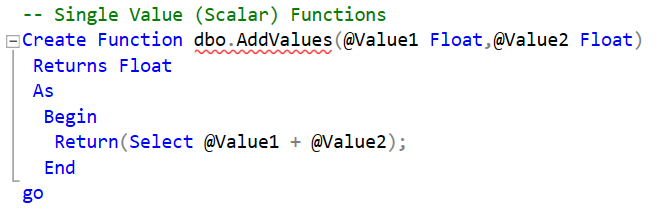 -- Single Value (Scalar) Functions
Create Function dbo.AddValues(@Value1 Float,@Value2 Float)
Returns Float
As
Begin
Return(Select @Value1 + @Value2);
End
go